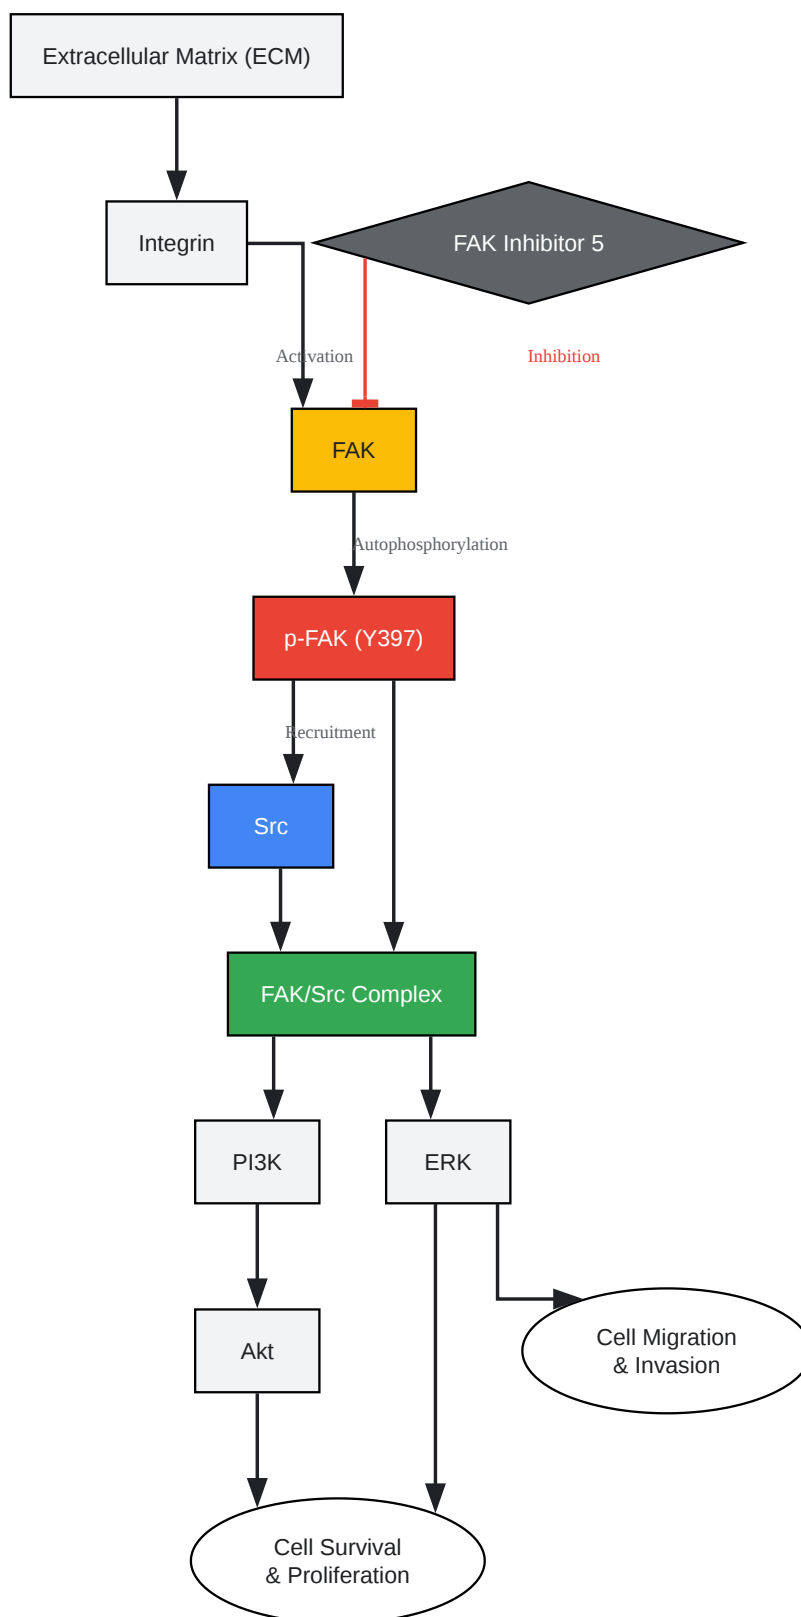 Extracellular Matrix (ECM)
Integrin
FAK Inhibitor 5
Activation
Inhibition
FAK
Autophosphorylation
p-FAK (Y397)
Recruitment
Src
FAK/Src Complex
PI3K
ERK
Akt
Cell Migration
& Invasion
Cell Survival
& Proliferation